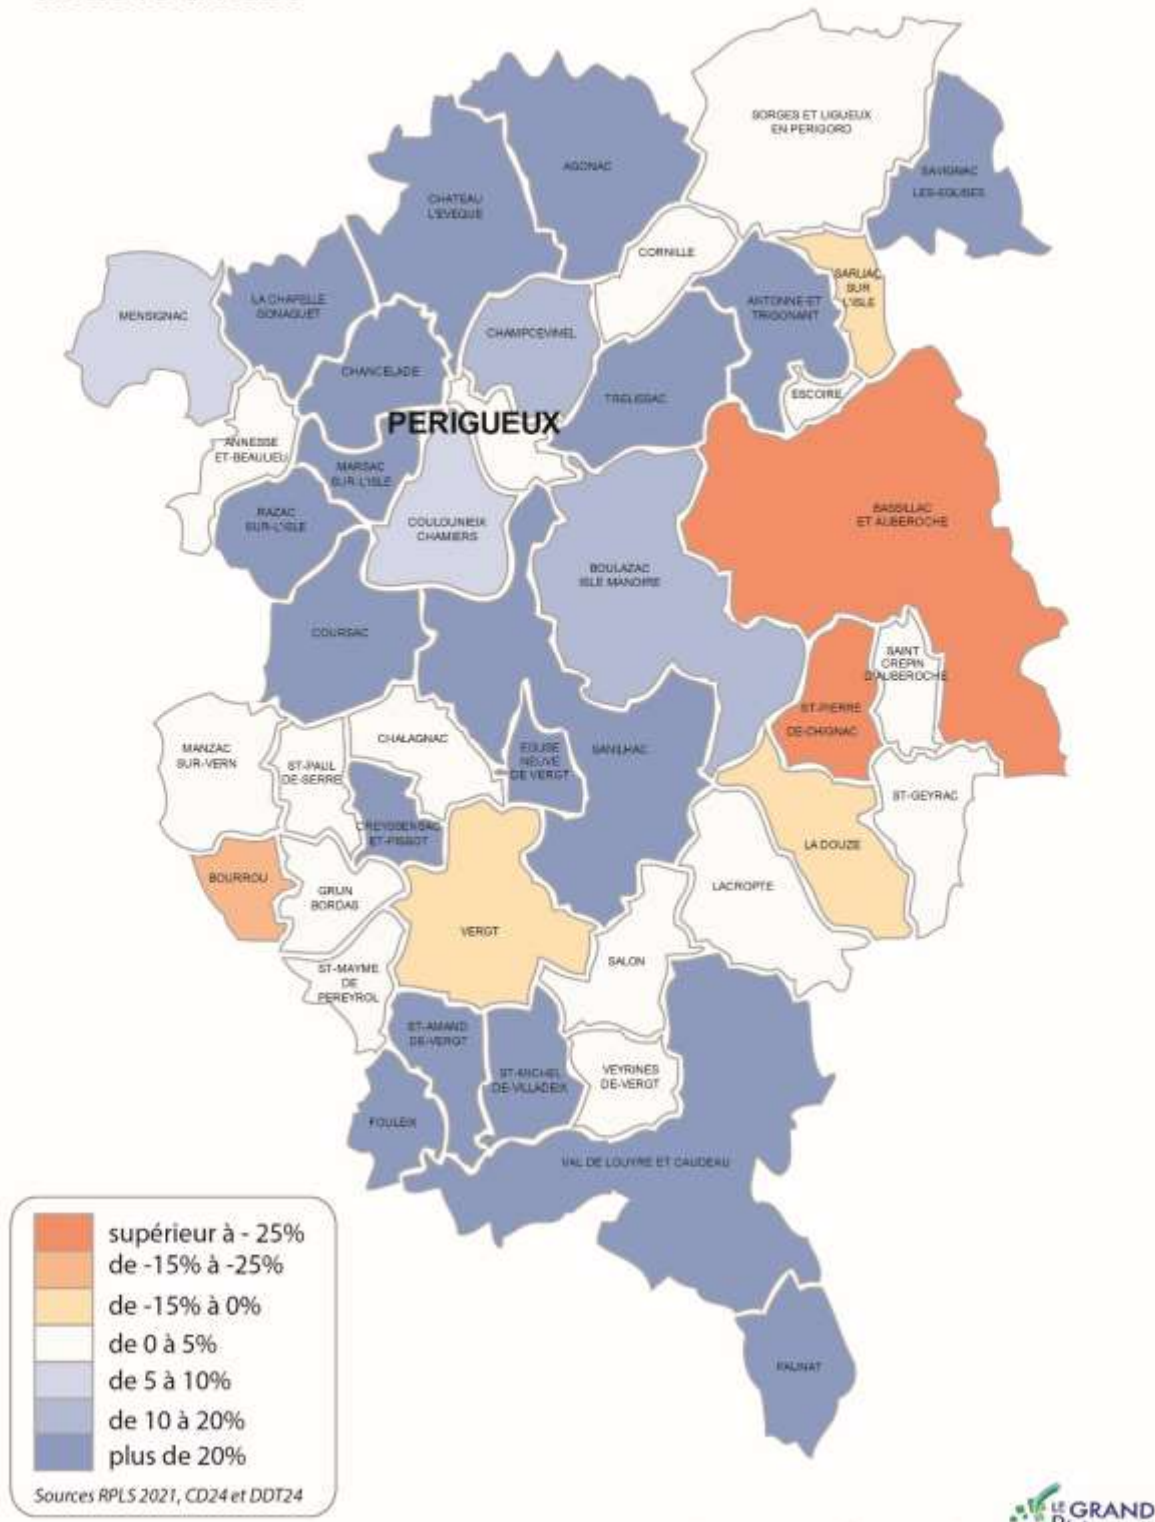 SORGES ET LIGUEUX
EN PERIGORD
AGONAC
SAVIGNAC
LES-EGLISES
CHATEAU
L'EVEQUE
CORNILLE
SARLIAC
SUR
L'ISLE
MENSIGNAC
LA CHAPELLE
GONAGUET
ANTONNE-ET
TRIGONANT
CHAMPCEVINEL
CHANCELADE
TRELISSAC
ESCOIRE
PERIGUEUX
ANNESSE
ET-BEAULIEU
MARSAC
SUR-L'ISLE
RAZAC
SUR-L'ISLE
COULOUNIEIX
CHAMIERS
BASSILLAC
ET AUBEROCHE
BOULAZAC
ISLE MANOIRE
COURSAC
SAINT
CREPIN
D'AUBEROCHE
ST-PIERRE
DE-CHIGNAC
MANZAC
SUR-VERN
CHALAGNAC
ST-PAUL
DE-SERRE
EGLISE
NEUVE
DE VERGT
SANILHAC
ST-GEYRAC
CREYSSENSAC
ET-PISSOT
LA DOUZE
BOURROU
GRUN
BORDAS
LACROPTE
VERGT
SALON
ST-MAYME
DE
PEREYROL
ST-AMAND
DE-VERGT
ST-MICHEL
DE-VILLADEIX
VEYRINES
DE-VERGT
FOULEIX
VAL DE LOUYRE ET CAUDEAU
PAUNAT
supérieur à - 25%
de -15% à -25%
de -15% à 0%
de 0 à 5%
de 5 à 10%
de 10 à 20%
plus de 20%
Sources RPLS 2021, CD24 et DDT24
LE GRAND